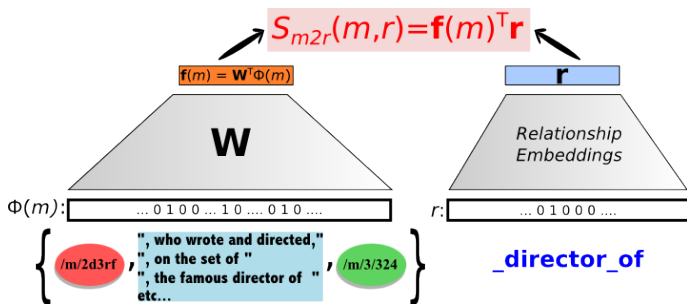 S_m2r(m,r)=f(m)ᵀr
f(m) = WᵀΦ(m)
r
W
Relationship
Embeddings
Φ(m): ... 0 1 0 0 ... 1 0 .... 0 1 0 ....
r: ... 0 1 0 0 0 ....
{ /m/2d3rf , ", who wrote and directed," , /m/3/324 }
", on the set of "
", the famous director of "
etc...
_director_of